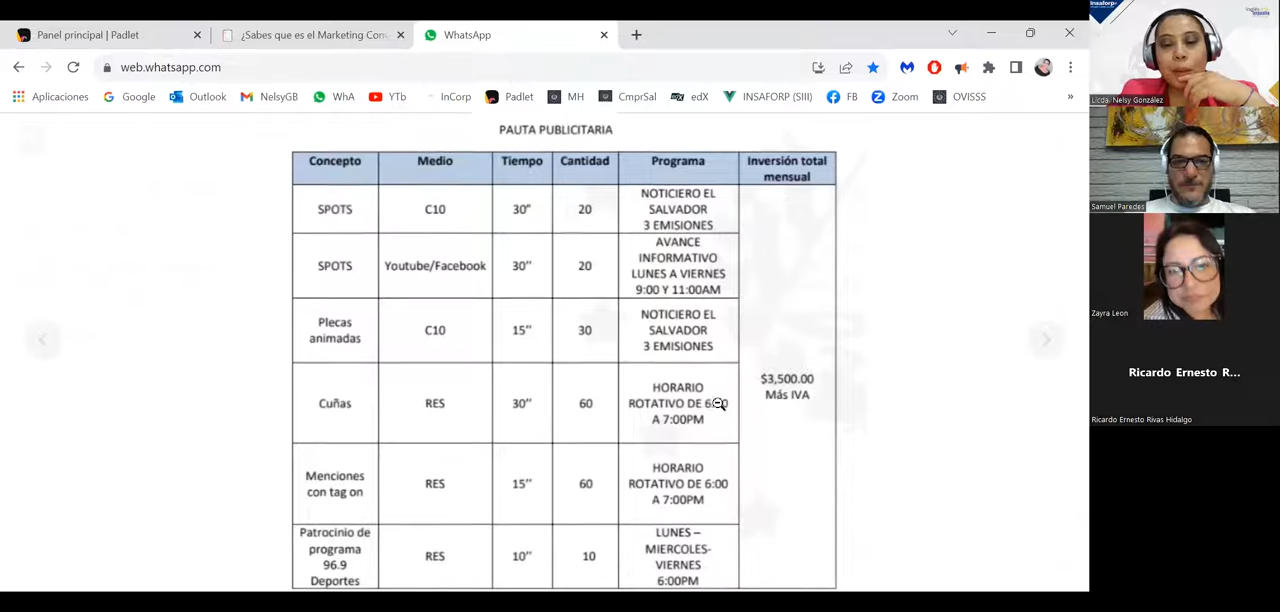 Panel principal | Padlet
¿Sabes que es el Marketing Con
WhatsApp
web.whatsapp.com
Aplicaciones
Google
Outlook
NelsyGB
WhA
YTb
InCorp
Padlet
MH
CmprSal
edX
INSAFORP (SIII)
FB
Zoom
OVISSS
»
PAUTA PUBLICITARIA
Concepto Medio Tiempo Cantidad Programa Inversión total
mensual
SPOTS C10 30” 20 NOTICIERO EL
SALVADOR
3 EMISIONES
SPOTS Youtube/Facebook 30’’ 20 AVANCE
INFORMATIVO
LUNES A VIERNES
9:00 Y 11:00AM
Plecas
animadas
C10 15’’ 30 NOTICIERO EL
SALVADOR
3 EMISIONES
Cuñas RES 30’’ 60 HORARIO
ROTATIVO DE
A 7:00PM
$3,500.00
Más IVA
Menciones
con tag on
RES 15’’ 60 HORARIO
ROTATIVO DE 6:00
A 7:00PM
Patrocinio de
programa
96.9
Deportes
RES 10’’ 10 LUNES –
MIERCOLES-
VIERNES
6:00PM
Insaforp
Licda. Nelsy González
Samuel Paredes
Zayra Leon
Ricardo Ernesto R...
Ricardo Ernesto Rivas Hidalgo